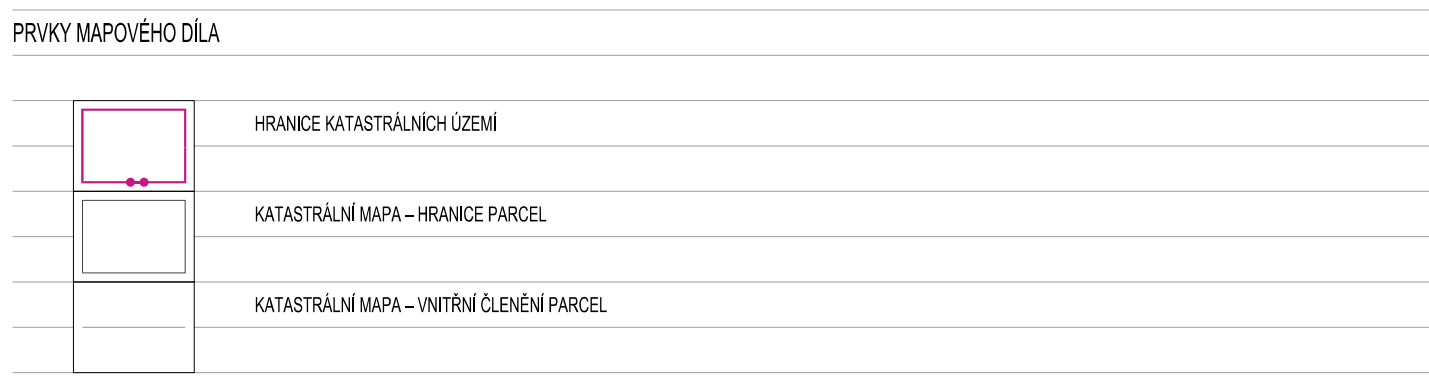 PRVKY MAPOVÉHO DÍLA
HRANICE KATASTRÁLNÍCH ÚZEMÍ
KATASTRÁLNÍ MAPA – HRANICE PARCEL
KATASTRÁLNÍ MAPA – VNITŘNÍ ČLENĚNÍ PARCEL